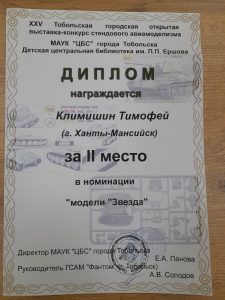 XXV Тобольская городская открытая
выставка-конкурс стендового авиамоделизма
МАУК "ЦБС" города Тобольска
Детская центральная библиотека им. П.П. Ершова
ДИПЛОМ
награждается
Климишин Тимофей
(г. Ханты-Мансийск)
за II место
в номинации
"модели "Звезда"
Директор МАУК "ЦБС" города Тобольска
Е.А. Панова
Руководитель ГСАМ "Фантом" (г. Тобольск)
А.В. Солодов